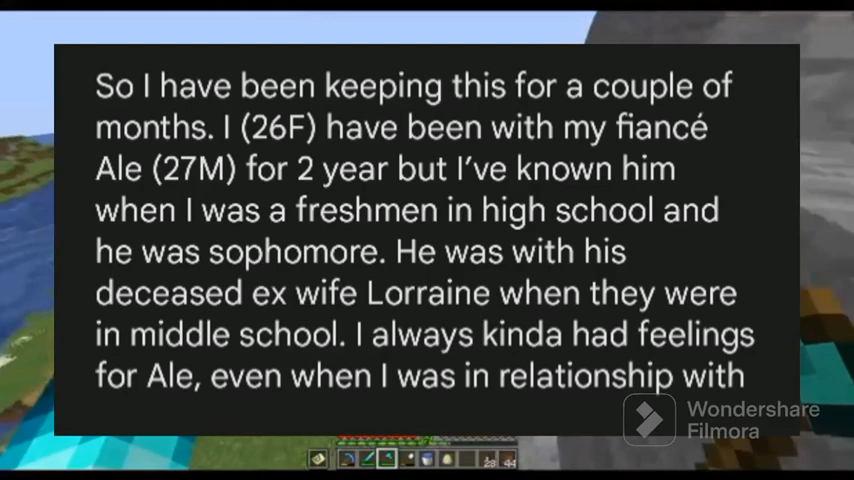 So I have been keeping this for a couple of
months. I (26F) have been with my fiancé
Ale (27M) for 2 year but I've known him
when I was a freshmen in high school and
he was sophomore. He was with his
deceased ex wife Lorraine when they were
in middle school. I always kinda had feelings
for Ale, even when I was in relationship with
Wondershare
Filmora
28 44